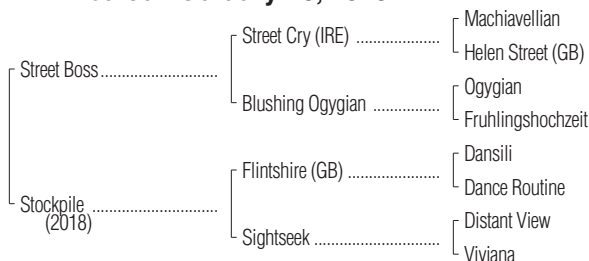 Machiavellian
Street Cry (IRE) ....................
Helen Street (GB)
Street Boss............................
Ogygian
Blushing Ogygian ................
Fruhlingshochzeit
Dansili
Flintshire (GB) ......................
Dance Routine
Stockpile ..............................
(2018)
Distant View
Sightseek ..............................
Viviana